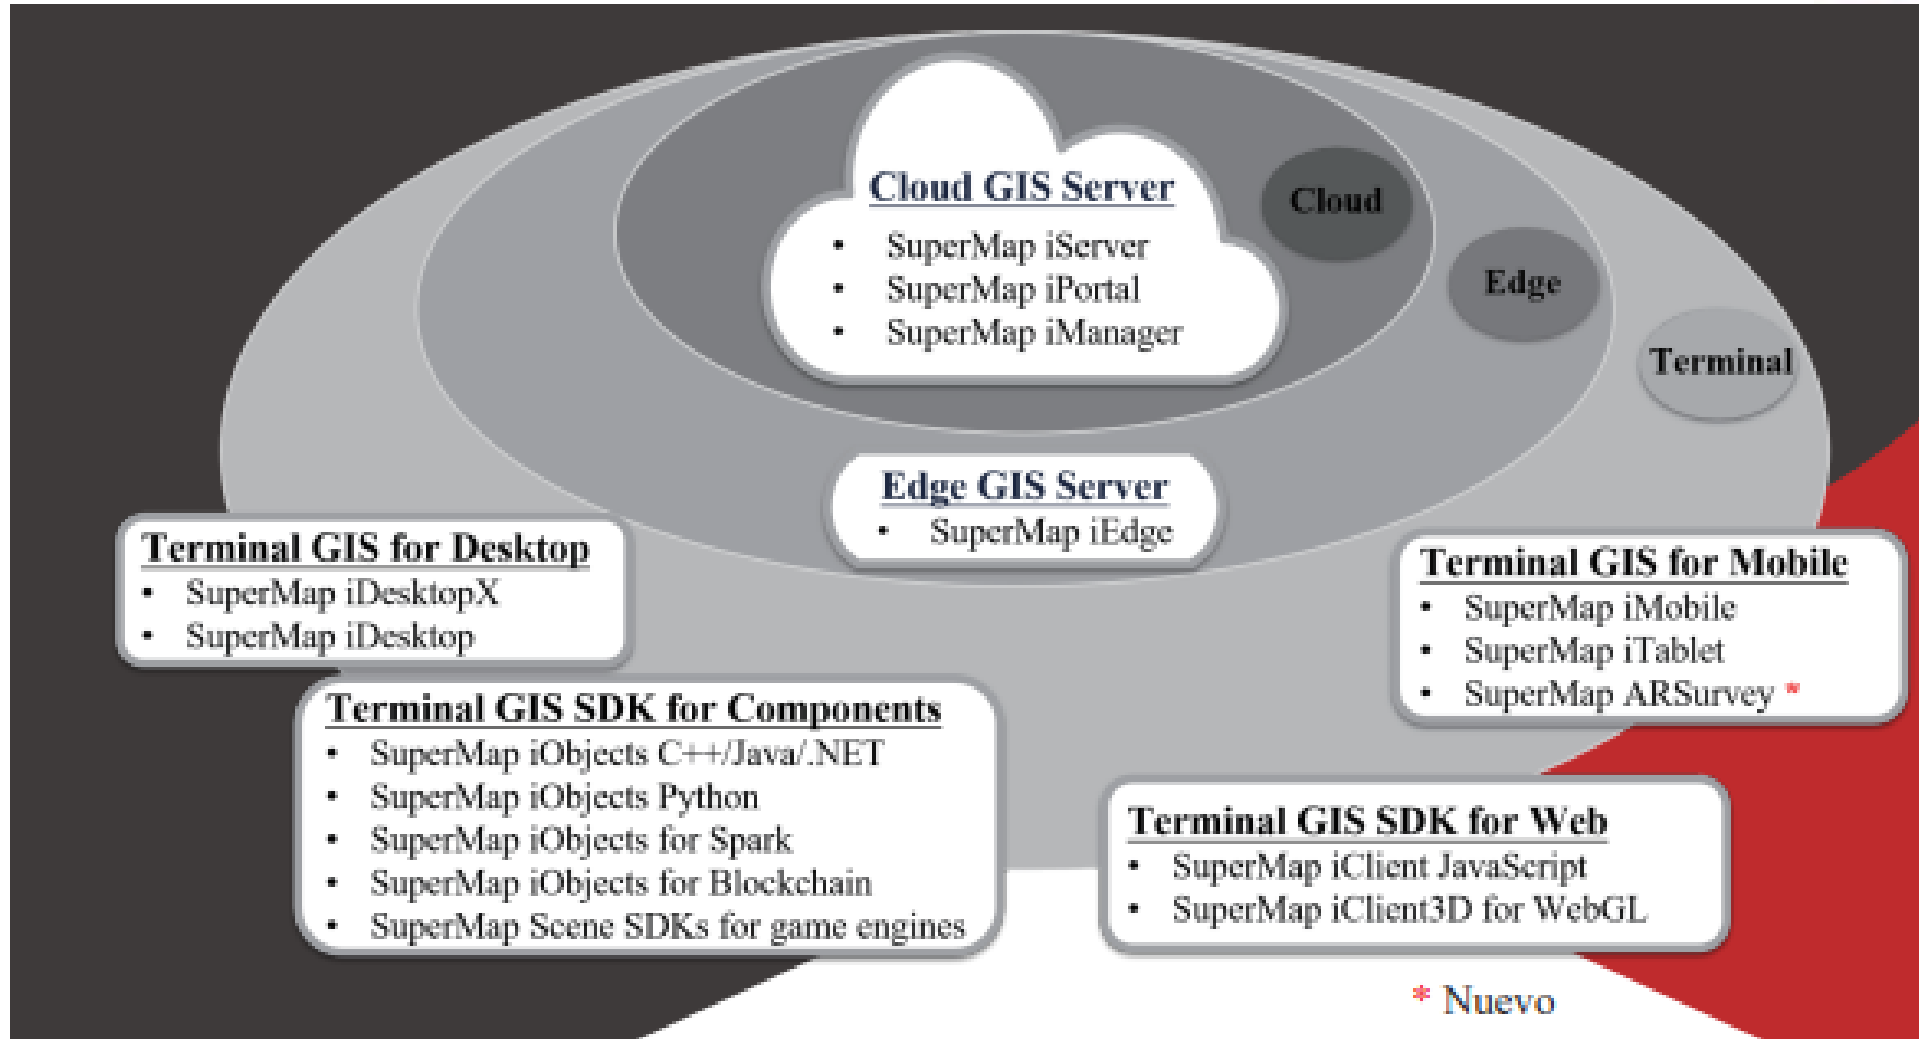 Cloud GIS Server
• SuperMap iServer
• SuperMap iPortal
• SuperMap iManager
Cloud
Edge
Terminal
Edge GIS Server
• SuperMap iEdge
Terminal GIS for Desktop
• SuperMap iDesktopX
• SuperMap iDesktop
Terminal GIS for Mobile
• SuperMap iMobile
• SuperMap iTablet
• SuperMap ARSurvey *
Terminal GIS SDK for Components
• SuperMap iObjects C++/Java/.NET
• SuperMap iObjects Python
• SuperMap iObjects for Spark
• SuperMap iObjects for Blockchain
• SuperMap Scene SDKs for game engines
Terminal GIS SDK for Web
• SuperMap iClient JavaScript
• SuperMap iClient3D for WebGL
* Nuevo